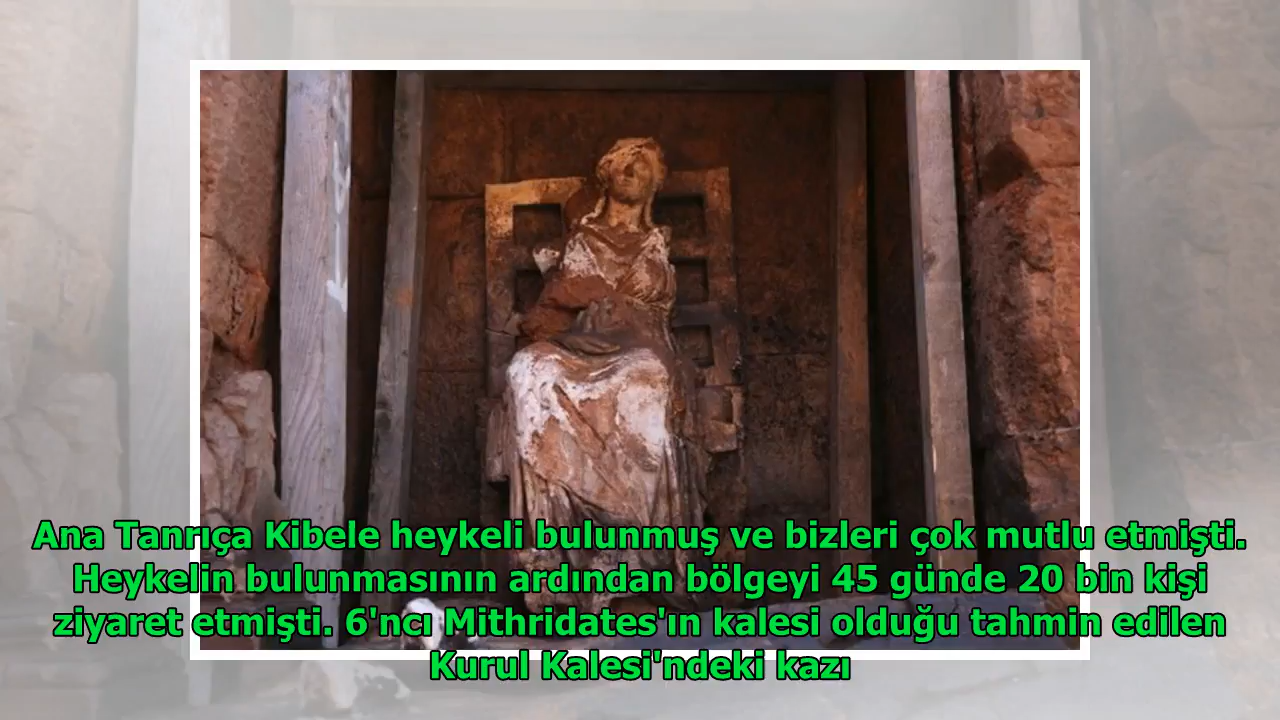 Ana Tanrıça Kibele heykeli bulunmuş ve bizleri çok mutlu etmişti.
Heykelin bulunmasının ardından bölgeyi 45 günde 20 bin kişi
ziyaret etmişti. 6'ncı Mithridates'ın kalesi olduğu tahmin edilen
Kurul Kalesi'ndeki kazı